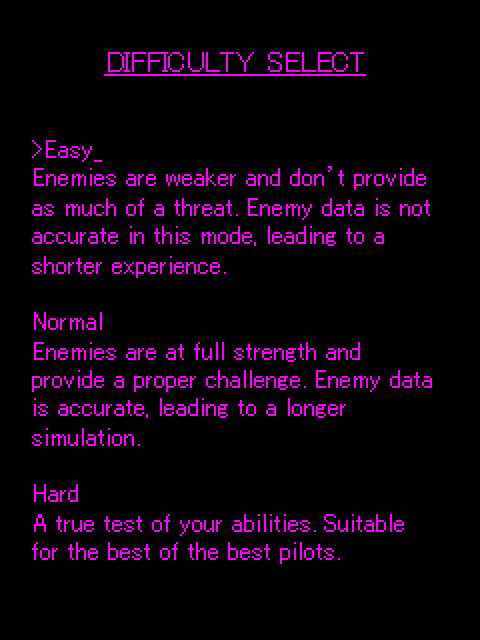 DIFFICULTY SELECT
>Easy_
Enemies are weaker and don't provide
as much of a threat. Enemy data is not
accurate in this mode, leading to a
shorter experience.
Normal
Enemies are at full strength and
provide a proper challenge. Enemy data
is accurate, leading to a longer
simulation.
Hard
A true test of your abilities. Suitable
for the best of the best pilots.